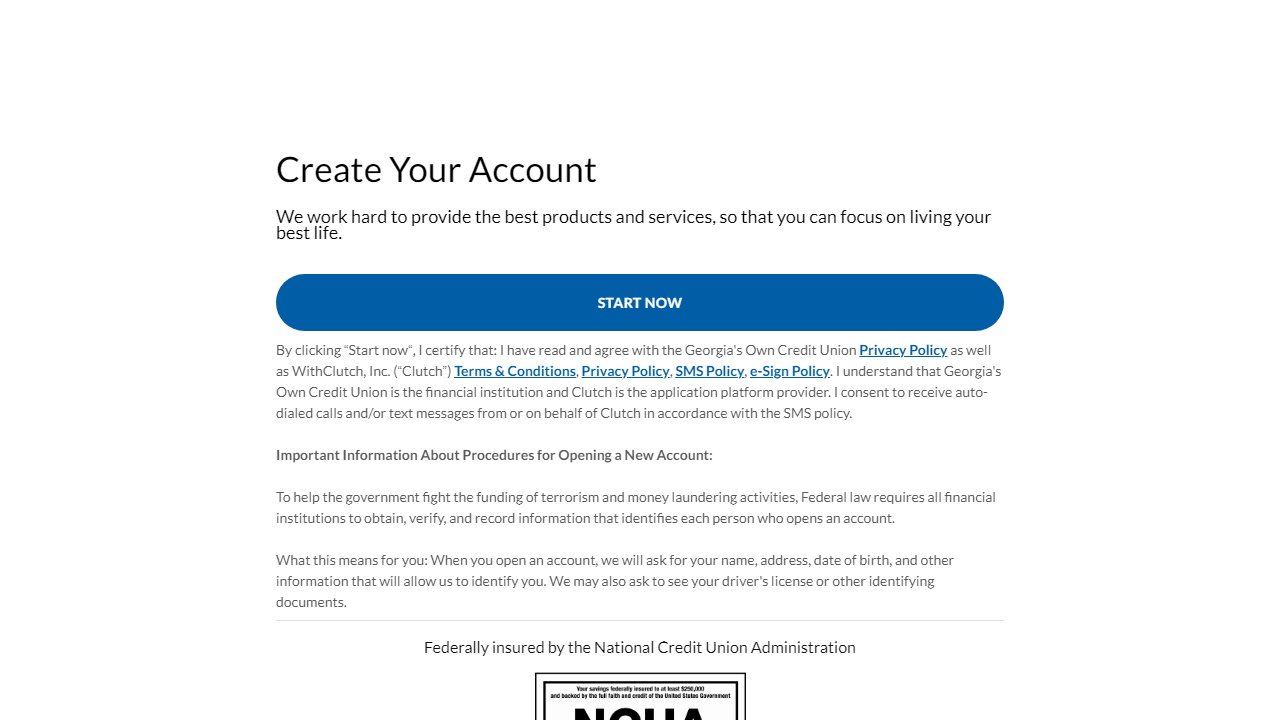 Create Your Account
We work hard to provide the best products and services, so that you can focus on living your
best life.
START NOW
By clicking “Start now“, I certify that: I have read and agree with the Georgia's Own Credit Union Privacy Policy as well
as WithClutch, Inc. (“Clutch”) Terms & Conditions, Privacy Policy, SMS Policy, e-Sign Policy. I understand that Georgia's
Own Credit Union is the financial institution and Clutch is the application platform provider. I consent to receive auto-
dialed calls and/or text messages from or on behalf of Clutch in accordance with the SMS policy.
Important Information About Procedures for Opening a New Account:
To help the government fight the funding of terrorism and money laundering activities, Federal law requires all financial
institutions to obtain, verify, and record information that identifies each person who opens an account.
What this means for you: When you open an account, we will ask for your name, address, date of birth, and other
information that will allow us to identify you. We may also ask to see your driver's license or other identifying
documents.
Federally insured by the National Credit Union Administration
Your savings federally insured to at least $250,000
and backed by the full faith and credit of the United States Government
NCUA